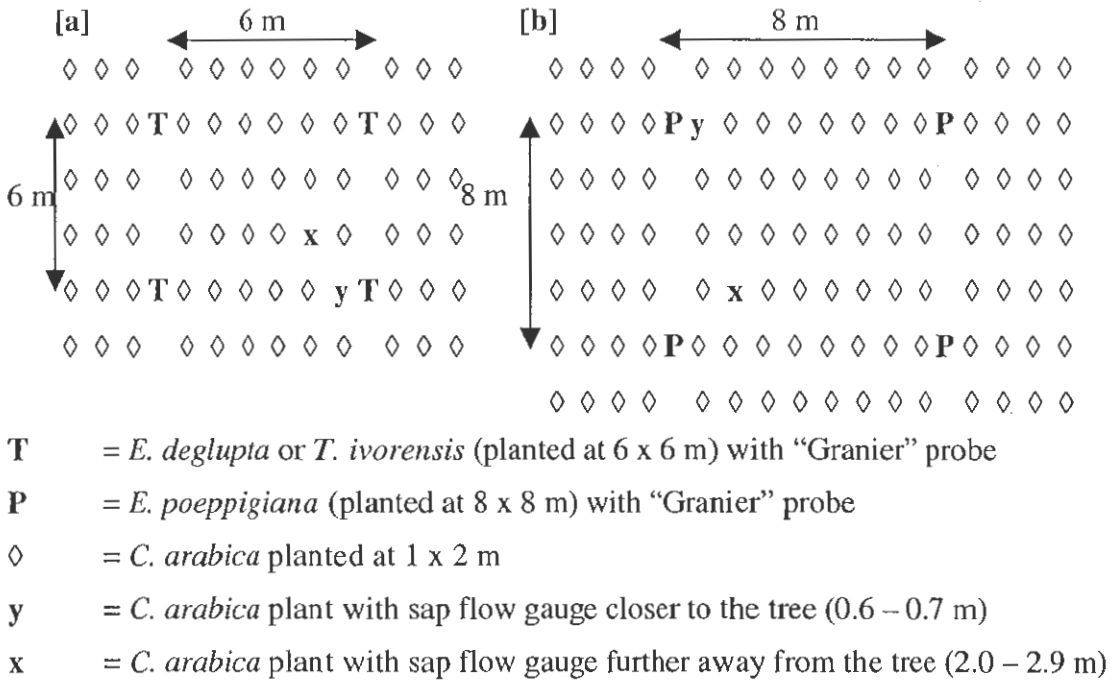 [a] 6 m [b] 8 m
◊ ◊ ◊ ◊ ◊ ◊ ◊ ◊ ◊ ◊ ◊ ◊ ◊ ◊ ◊ ◊ ◊ ◊ ◊ ◊ ◊ ◊ ◊ ◊ ◊ ◊ ◊ ◊
◊ ◊ ◊ T ◊ ◊ ◊ ◊ ◊ ◊ T ◊ ◊ ◊ ◊ ◊ ◊ ◊ P y ◊ ◊ ◊ ◊ ◊ ◊ ◊ P ◊ ◊ ◊ ◊
6 m ◊ ◊ ◊ ◊ ◊ ◊ ◊ ◊ ◊ ◊ ◊ ◊ 8 m ◊ ◊ ◊ ◊ ◊ ◊ ◊ ◊ ◊ ◊ ◊ ◊ ◊ ◊ ◊ ◊
◊ ◊ ◊ ◊ ◊ ◊ ◊ x ◊ ◊ ◊ ◊ ◊ ◊ ◊ ◊ ◊ ◊ ◊ ◊ ◊ ◊ ◊ ◊ ◊ ◊ ◊ ◊
◊ ◊ ◊ T ◊ ◊ ◊ ◊ ◊ y T ◊ ◊ ◊ ◊ ◊ ◊ ◊ ◊ x ◊ ◊ ◊ ◊ ◊ ◊ ◊ ◊ ◊ ◊
◊ ◊ ◊ ◊ ◊ ◊ ◊ ◊ ◊ ◊ ◊ ◊ ◊ ◊ ◊ ◊ P ◊ ◊ ◊ ◊ ◊ ◊ ◊ ◊ P ◊ ◊ ◊ ◊
◊ ◊ ◊ ◊ ◊ ◊ ◊ ◊ ◊ ◊ ◊ ◊ ◊ ◊ ◊ ◊
T = E. deglupta or T. ivorensis (planted at 6 x 6 m) with “Granier” probe
P = E. poeppigiana (planted at 8 x 8 m) with “Granier” probe
◊ = C. arabica planted at 1 x 2 m
y = C. arabica plant with sap flow gauge closer to the tree (0.6 – 0.7 m)
x = C. arabica plant with sap flow gauge further away from the tree (2.0 – 2.9 m)